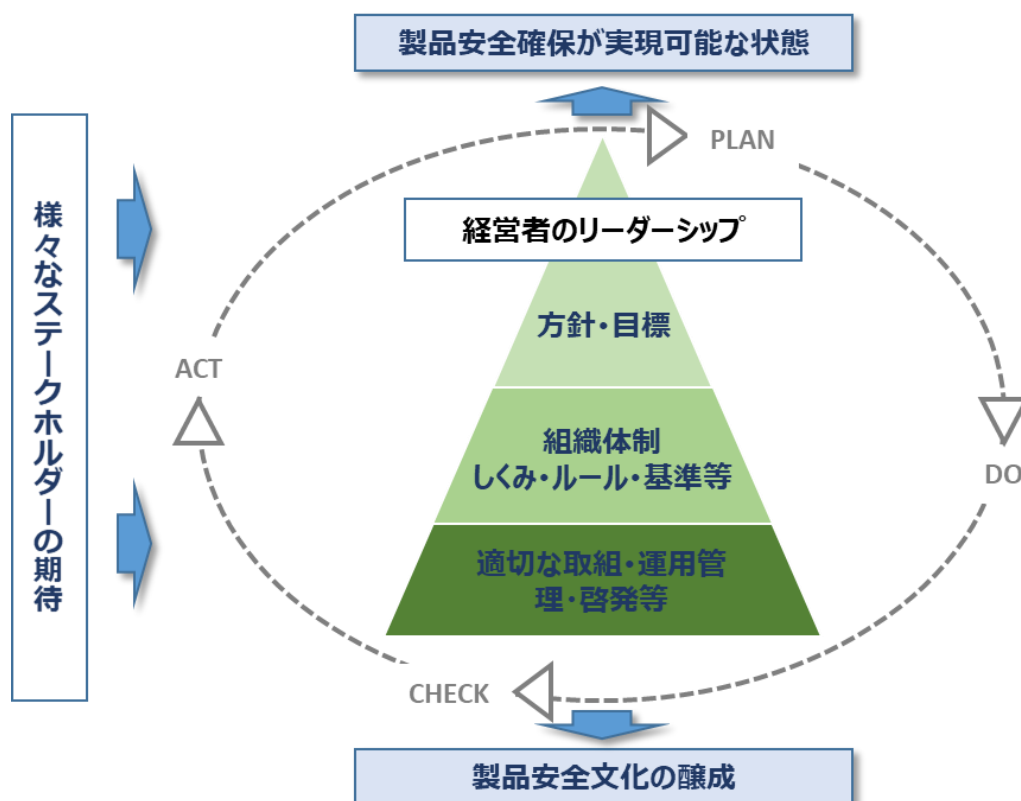 製品安全確保が実現可能な状態
PLAN
様々なステークホルダーの期待
経営者のリーダーシップ
方針・目標
ACT
組織体制
しくみ・ルール・基準等
DO
適切な取組・運用管
理・啓発等
CHECK
製品安全文化の醸成